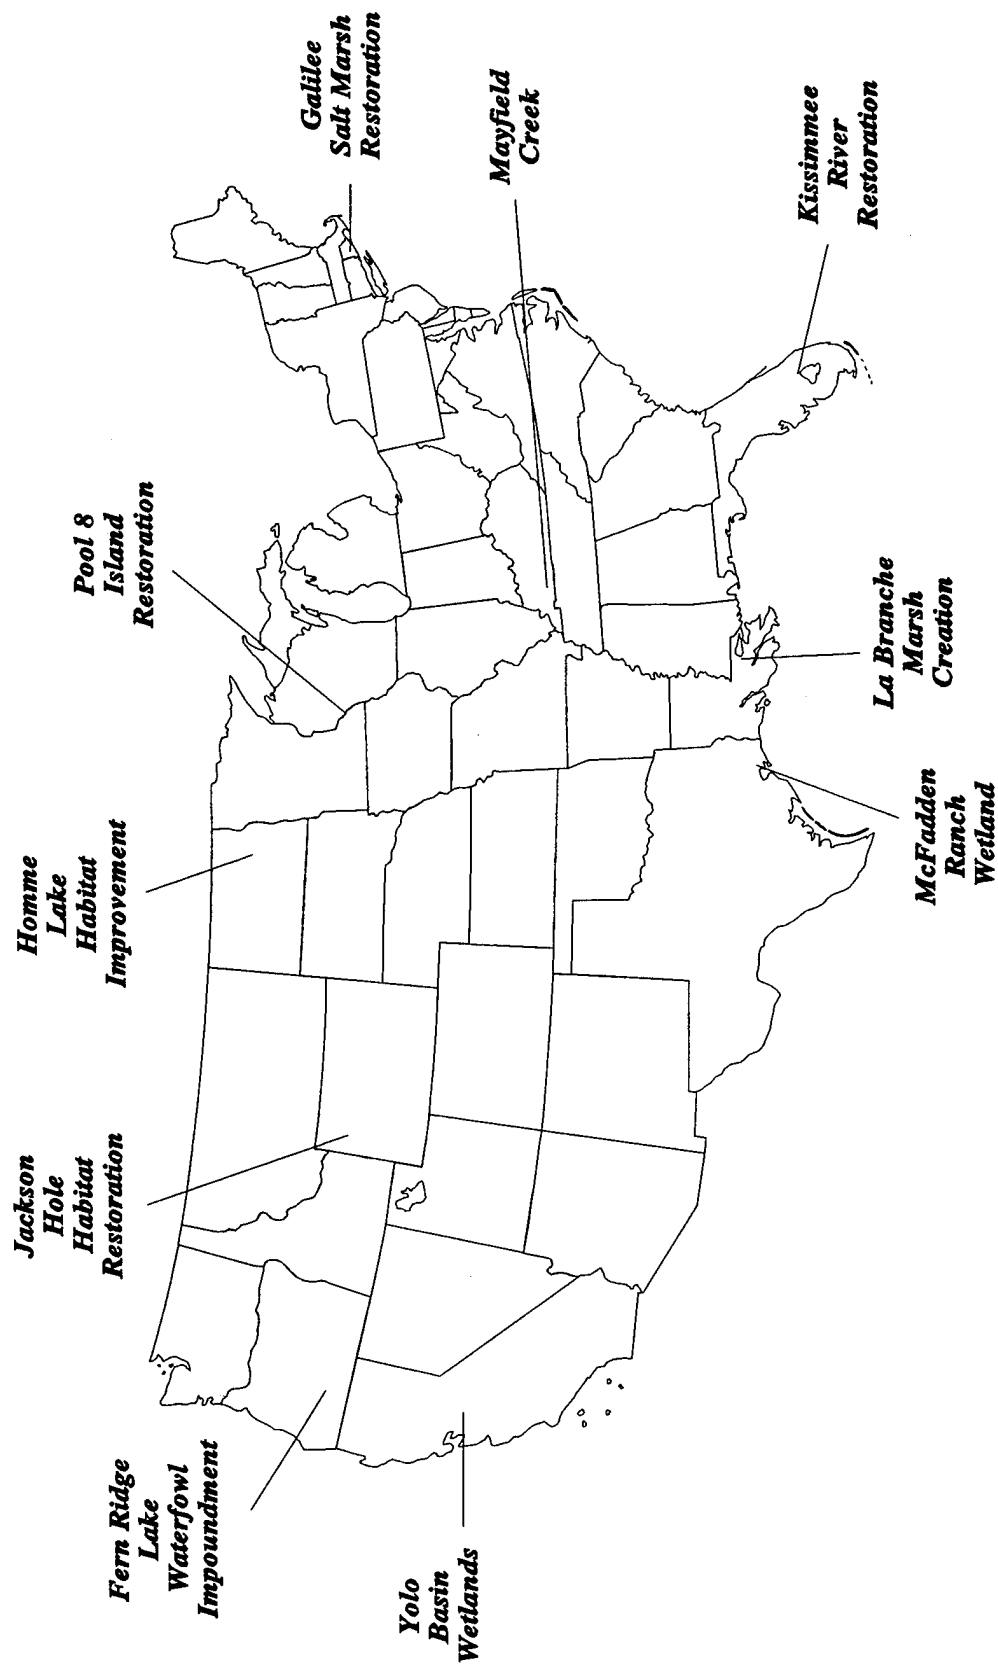 Fern Ridge
Lake
Waterfowl
Impoundment
Jackson
Hole
Habitat
Restoration
Homme
Lake
Habitat
Improvement
Pool 8
Island
Restoration
Galilee
Salt Marsh
Restoration
Yolo
Basin
Wetlands
Mayfield
Creek
McFadden
Ranch
Wetland
La Branche
Marsh
Creation
Kissimmee
River
Restoration